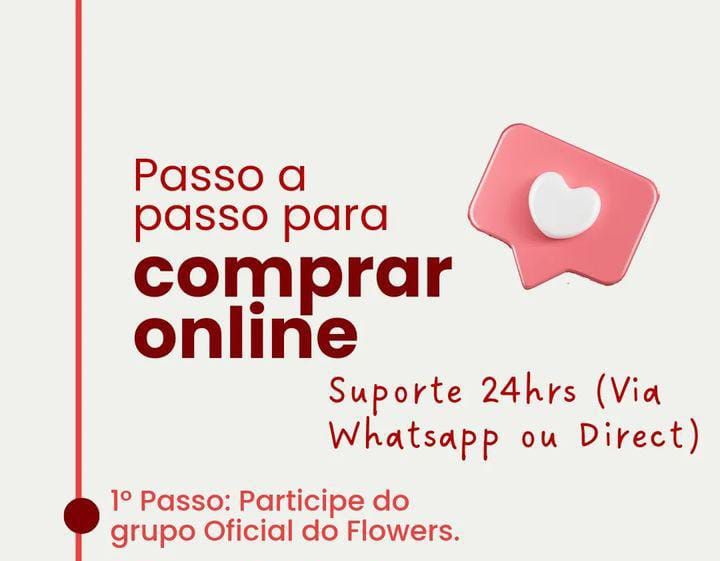 Passo a
passo para
comprar
online
Suporte 24hrs (Via
Whatsapp ou Direct)
1º Passo: Participe do
grupo Oficial do Flowers.